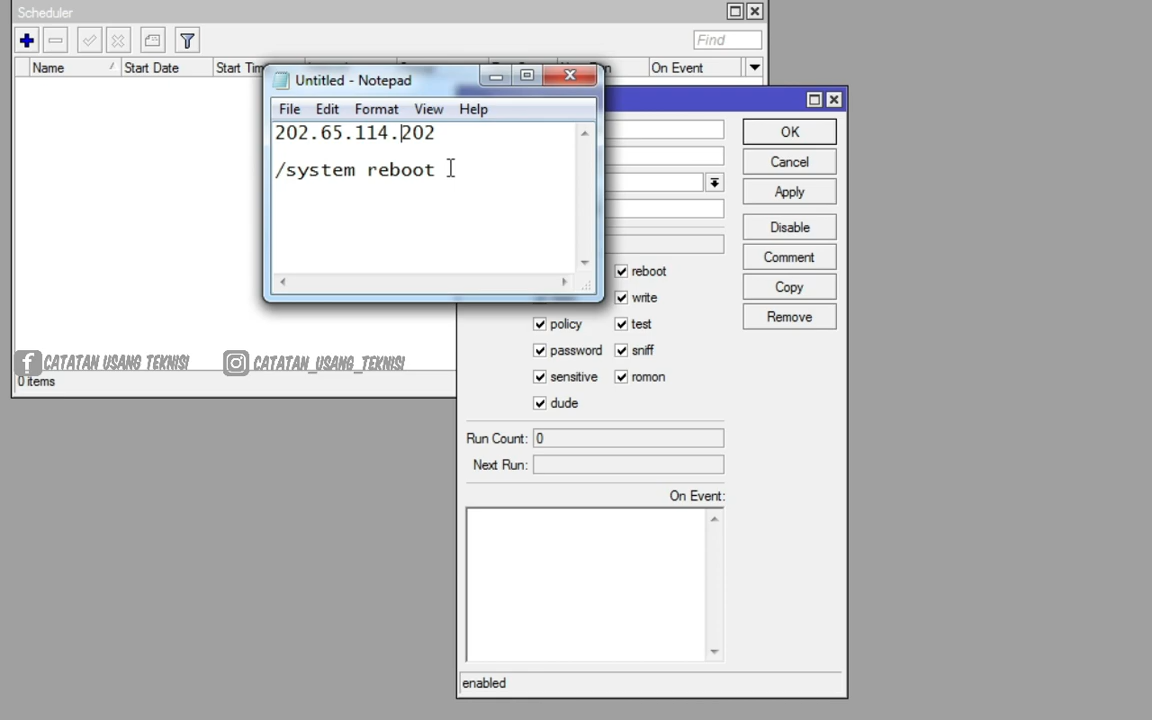 Scheduler
Find
Name
Start Date
Start Tim
On Event
Untitled - Notepad
File Edit Format View Help
202.65.114.202
/system reboot
OK
Cancel
Apply
Disable
Comment
Copy
Remove
reboot
write
policy
test
password
sniff
sensitive
romon
dude
Run Count: 0
Next Run:
On Event:
enabled
CATATAN USANG TEKNISI
CATATAN_USANG_TEKNISI
0 items